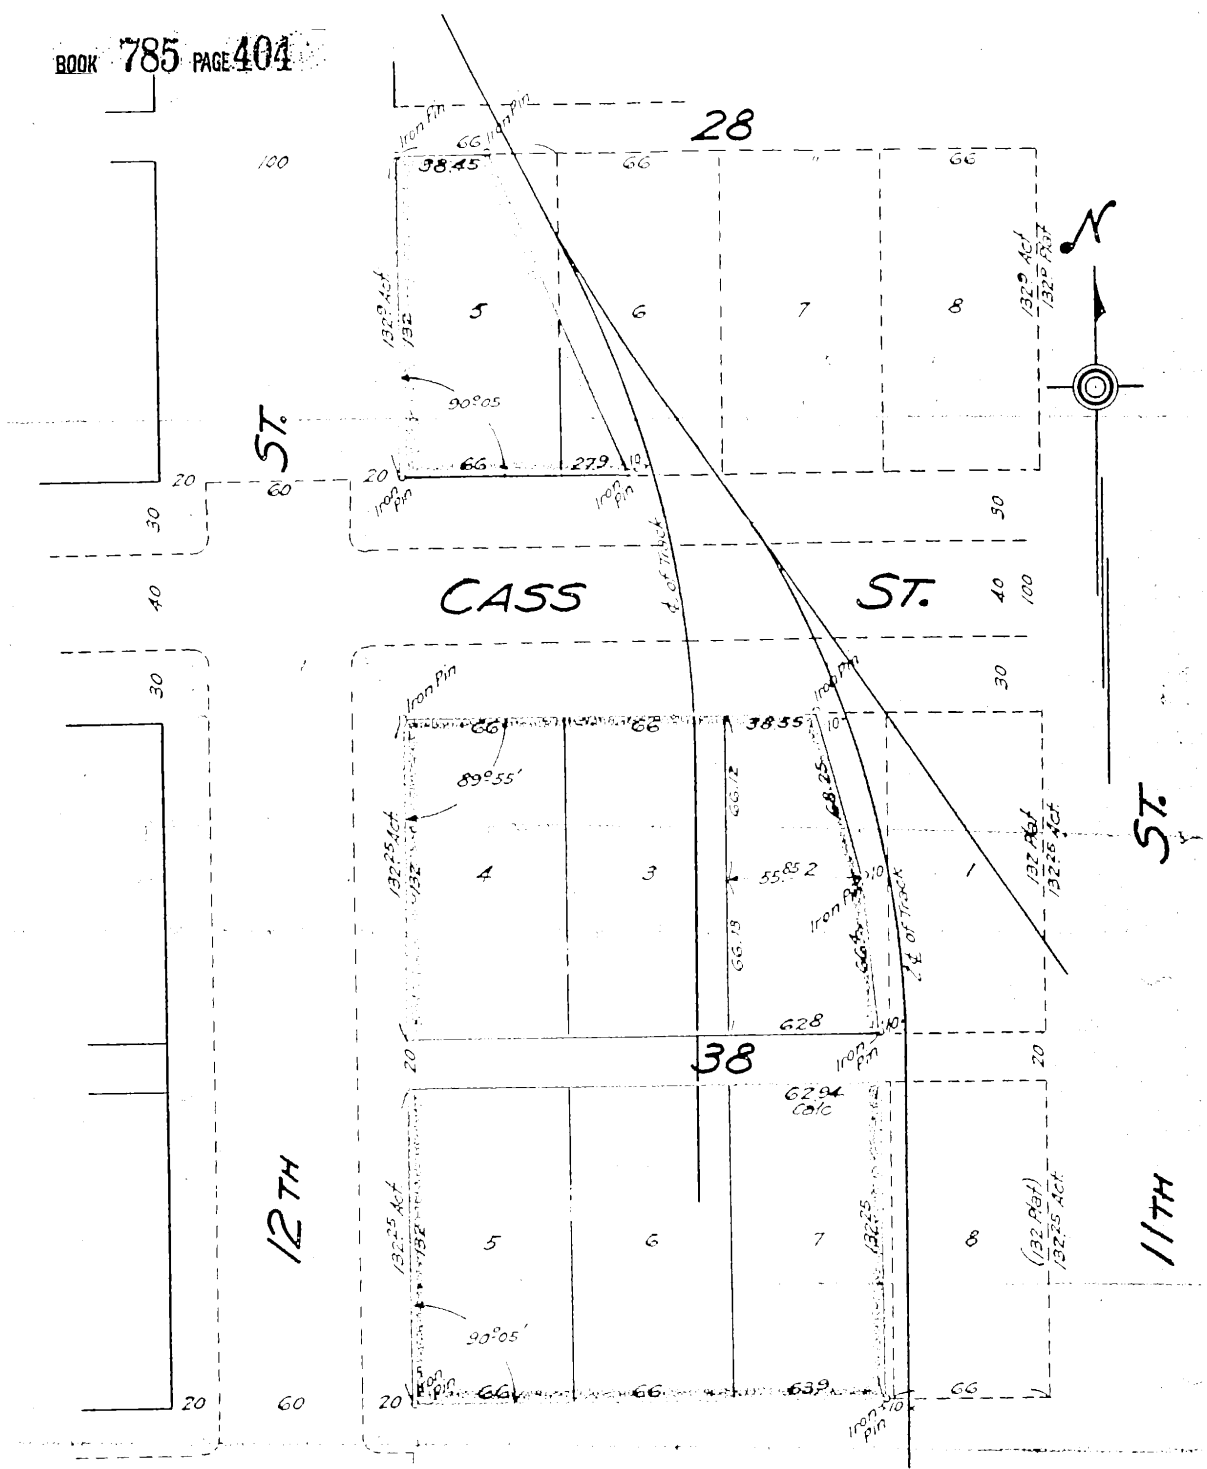 BOOK 785 PAGE 404
28
Iron Pin
Iron Pin
100
66
38.45
66
"
66
N
132.0 Act.
132
5
6
7
8
132.0 Act
132.0 Plat
90°05
ST.
20
60
20
66
27.9
10
Iron Pin
Iron Pin
30
30
℄ of Track
40
CASS ST.
40
100
30
30
Iron Pin
Iron Pin
66
66
38.55
10
89°55'
66.12
68.25
132.25 Act.
132
4
3
55.85
2
10
1
132 Plat
132.25 Act.
ST.
Iron Pin
66.13
℄ of Track
62.8
10
20
38
Iron Pin
20
62.94
Calc
12TH
132.25 Act
132
5
6
7
132.25
8
(132 Plat)
132.25 Act.
11TH
90°05'
Iron Pin
20
60
20
66
66
63.9
10
66
Iron Pin